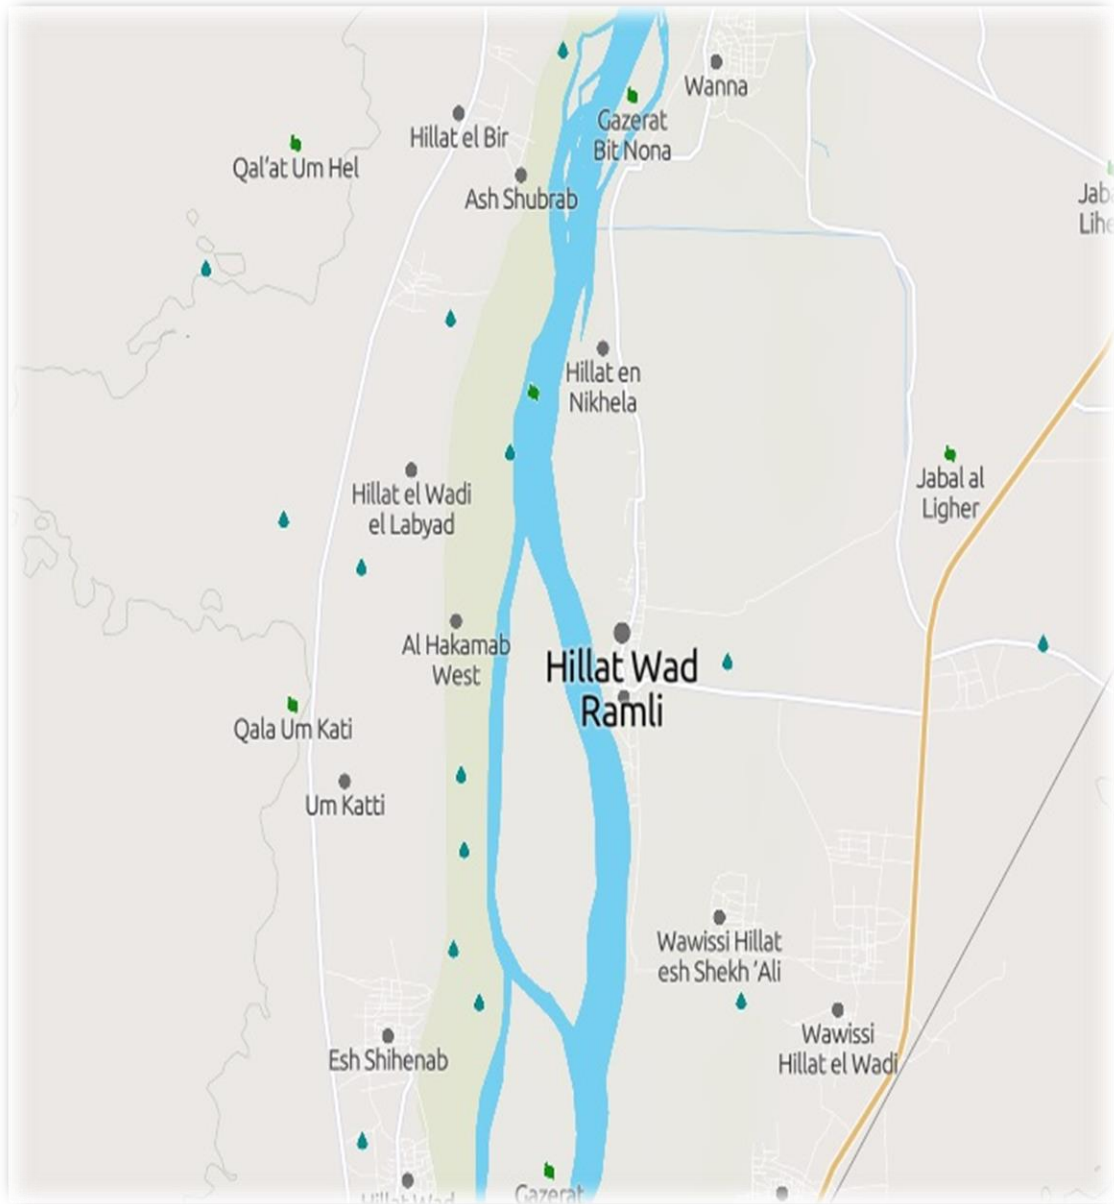 Wanna
Gazerat
Bit Nona
Hillat el Bir
Qal'at Um Hel
Ash Shubrab
Hillat en
Nikhela
Jabal al
Ligher
Hillat el Wadi
el Labyad
Al Hakamab
West
Hillat Wad
Ramli
Qala Um Kati
Um Katti
Wawissi Hillat
esh Shekh 'Ali
Wawissi
Hillat el Wadi
Esh Shihenab
Hillat Wad
Gazerat